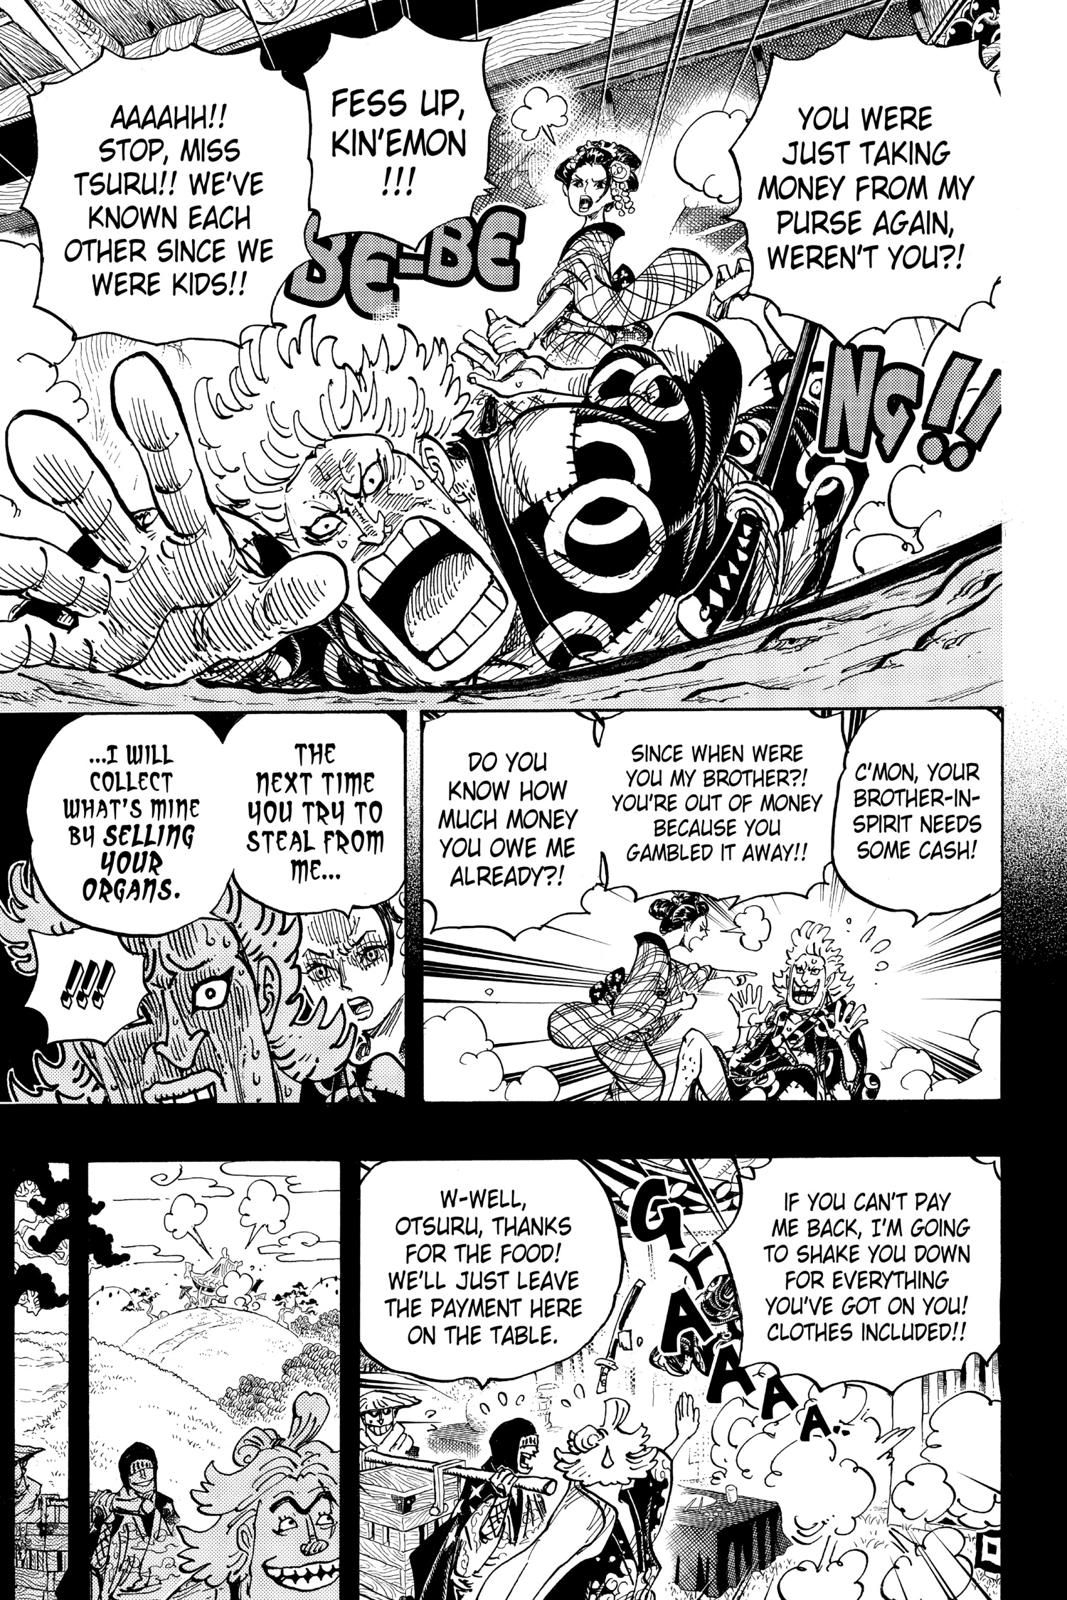 YOU WERE
JUST TAKING
MONEY FROM MY
PURSE AGAIN,
WEREN'T YOU?!
FESS UP,
KIN'EMON
!!!
AAAAHH!!
STOP, MISS
TSURU!! WE'VE
KNOWN EACH
OTHER SINCE WE
WERE KIDS!!
BE-BE
NG!!
C'MON, YOUR
BROTHER-IN-
SPIRIT NEEDS
SOME CASH!
SINCE WHEN WERE
YOU MY BROTHER?!
YOU'RE OUT OF MONEY
BECAUSE YOU
GAMBLED IT AWAY!!
DO YOU
KNOW HOW
MUCH MONEY
YOU OWE ME
ALREADY?!
THE
NEXT TIME
YOU TRY TO
STEAL FROM
ME...
...I WILL
COLLECT
WHAT'S MINE
BY SELLING
YOUR
ORGANS.
!!!
IF YOU CAN'T PAY
ME BACK, I'M GOING
TO SHAKE YOU DOWN
FOR EVERYTHING
YOU'VE GOT ON YOU!
CLOTHES INCLUDED!!
GYAAAAA
W-WELL,
OTSURU, THANKS
FOR THE FOOD!
WE'LL JUST LEAVE
THE PAYMENT HERE
ON THE TABLE.